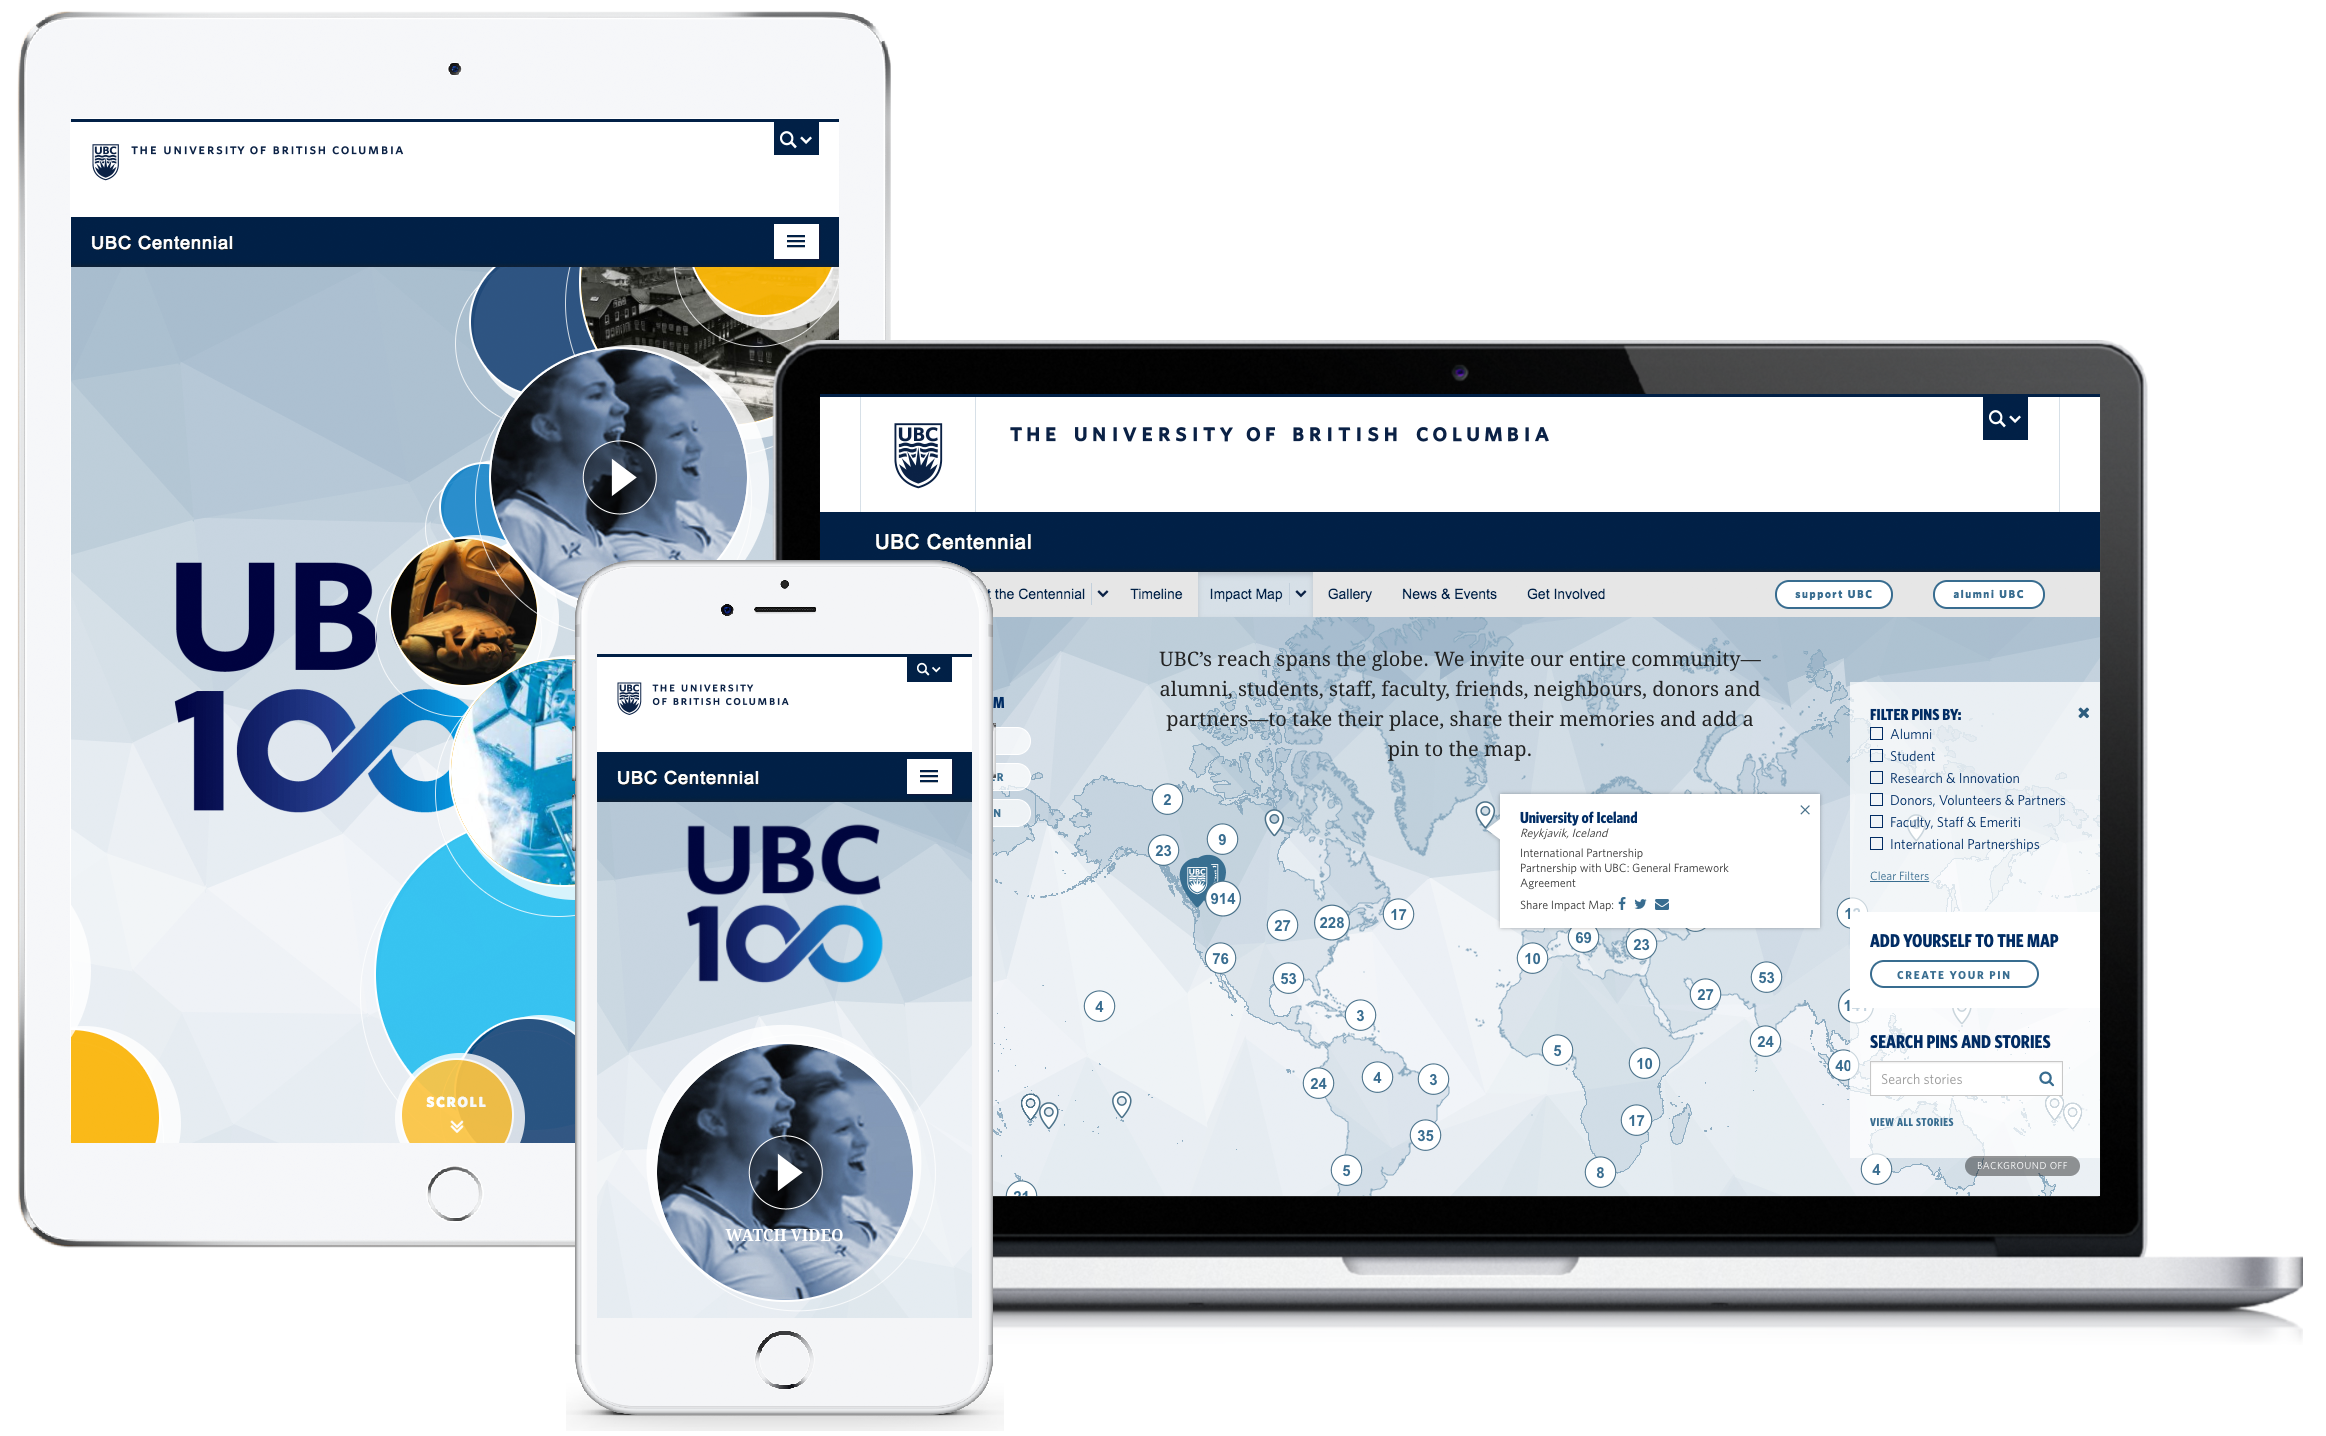 UBC
THE UNIVERSITY OF BRITISH COLUMBIA
UBC Centennial
UB
100
SCROLL
UBC
THE UNIVERSITY
OF BRITISH COLUMBIA
UBC Centennial
UBC
100
WATCH VIDEO
UBC
THE UNIVERSITY OF BRITISH COLUMBIA
UBC Centennial
t the Centennial
Timeline
Impact Map
Gallery
News & Events
Get Involved
support UBC
alumni UBC
UBC's reach spans the globe. We invite our entire community—
alumni, students, staff, faculty, friends, neighbours, donors and
partners—to take their place, share their memories and add a
pin to the map.
M
ER
N
2
9
23
UBC
914
27
228
17
76
53
4
3
24
4
3
35
5
21
University of Iceland
Reykjavik, Iceland
International Partnership
Partnership with UBC: General Framework
Agreement
Share Impact Map:
69
23
10
27
53
5
10
24
17
8
40
4
FILTER PINS BY:
Alumni
Student
Research & Innovation
Donors, Volunteers & Partners
Faculty, Staff & Emeriti
International Partnerships
Clear Filters
ADD YOURSELF TO THE MAP
CREATE YOUR PIN
SEARCH PINS AND STORIES
Search stories
VIEW ALL STORIES
BACKGROUND OFF